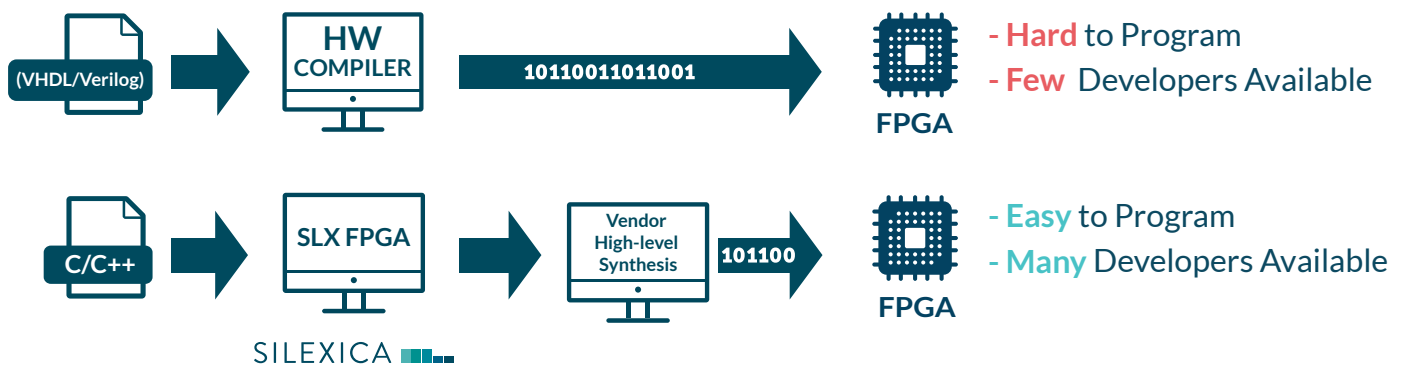 (VHDL/Verilog)
HW
COMPILER
10110011011001
FPGA
- Hard to Program
- Few Developers Available
C/C++
SLX FPGA
SILEXICA
Vendor
High-level
Synthesis
101100
FPGA
- Easy to Program
- Many Developers Available